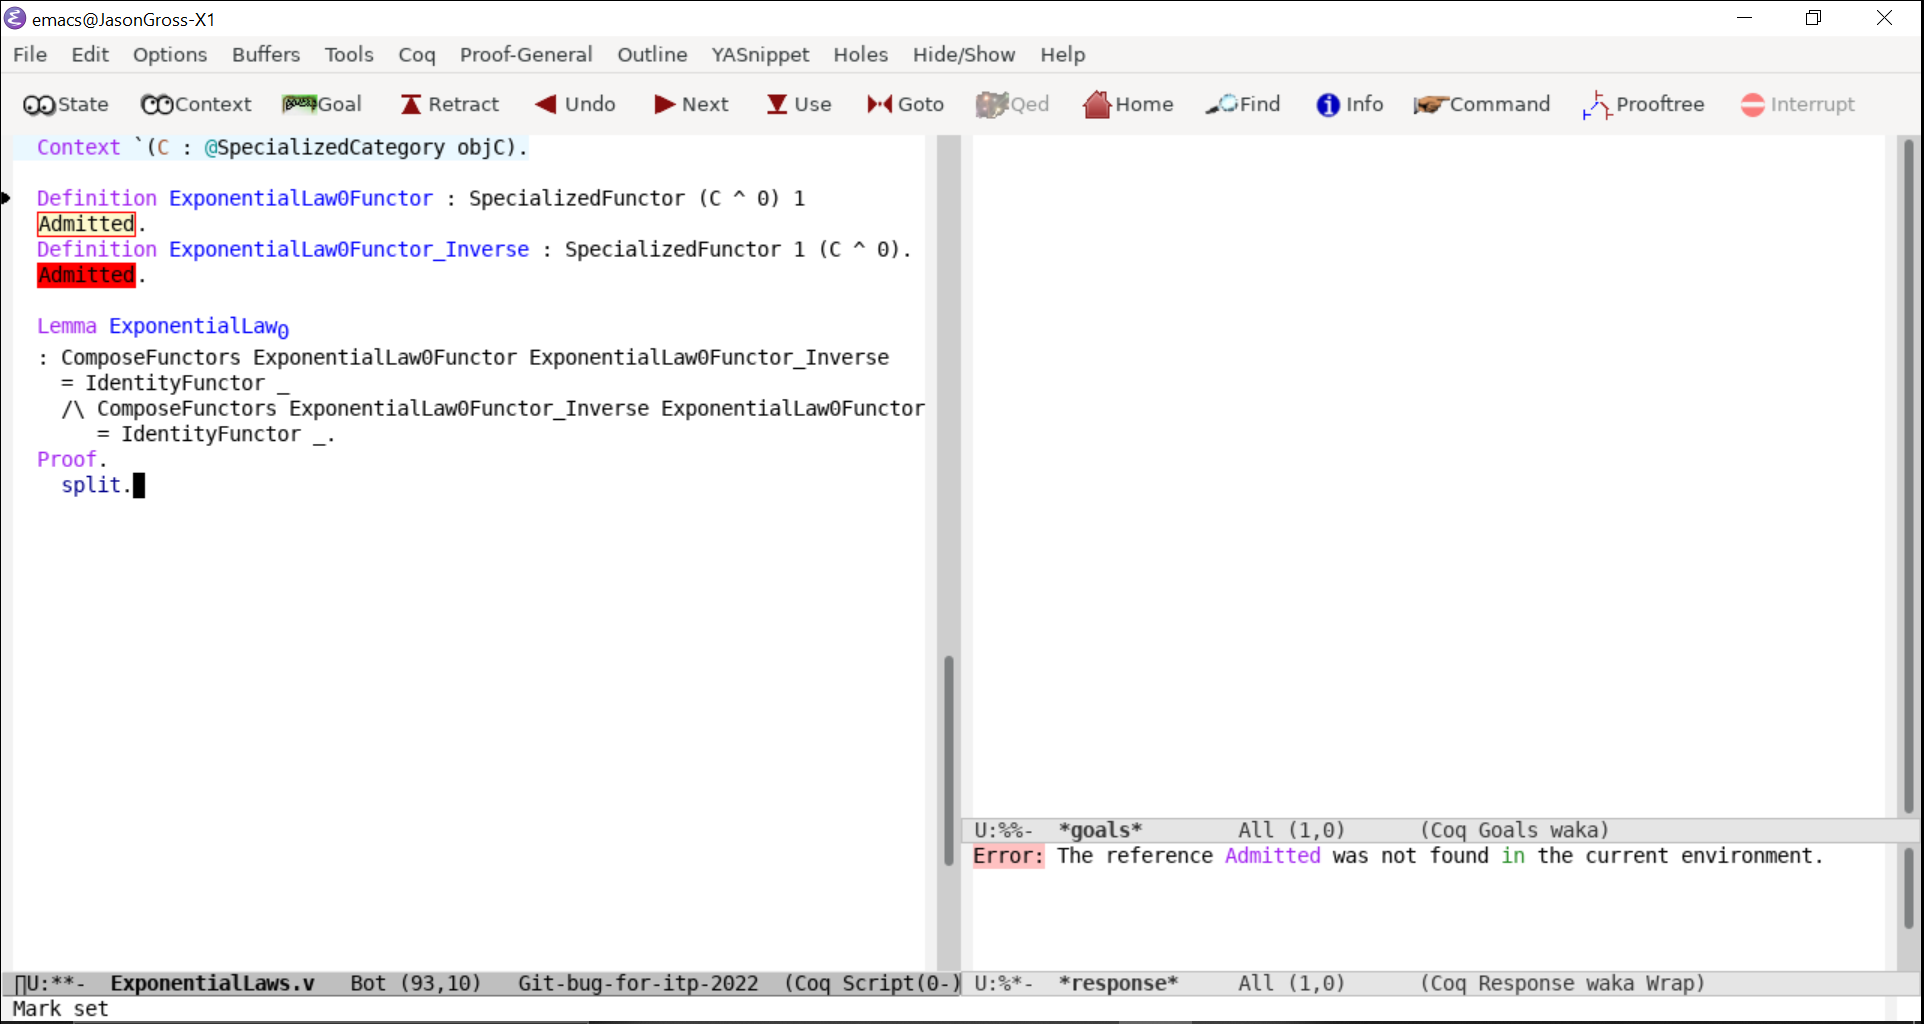 emacs@JasonGross-X1
File Edit Options Buffers Tools Coq Proof-General Outline YASnippet Holes Hide/Show Help
State Context Goal Retract Undo Next Use Goto Qed Home Find Info Command Prooftree Interrupt
Context `(C : @SpecializedCategory objC).
Definition ExponentialLaw0Functor : SpecializedFunctor (C ^ 0) 1
Admitted.
Definition ExponentialLaw0Functor_Inverse : SpecializedFunctor 1 (C ^ 0).
Admitted.
Lemma ExponentialLaw₀
: ComposeFunctors ExponentialLaw0Functor ExponentialLaw0Functor_Inverse
= IdentityFunctor _
/\ ComposeFunctors ExponentialLaw0Functor_Inverse ExponentialLaw0Functor
= IdentityFunctor _.
Proof.
split.
U:**- ExponentialLaws.v Bot (93,10) Git-bug-for-itp-2022 (Coq Script(0-)
Mark set
U:%%- *goals* All (1,0) (Coq Goals waka)
Error: The reference Admitted was not found in the current environment.
U:%*- *response* All (1,0) (Coq Response waka Wrap)